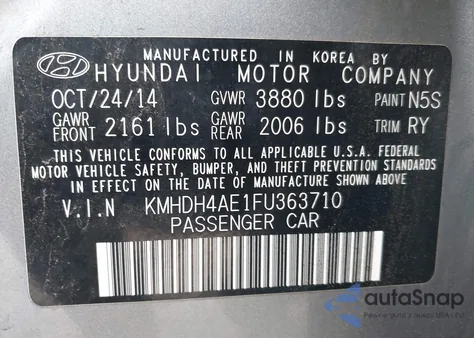 MANUFACTURED IN KOREA BY
HYUNDAI MOTOR COMPANY
OCT/24/14 GVWR 3880 lbs PAINT N5S
GAWR FRONT 2161 lbs GAWR REAR 2006 lbs TRIM RY
THIS VEHICLE CONFORMS TO ALL APPLICABLE U.S.A. FEDERAL
MOTOR VEHICLE SAFETY, BUMPER, AND THEFT PREVENTION STANDARDS
IN EFFECT ON THE DATE OF MANUFACTURE SHOWN ABOVE.
V.I.N KMHDH4AE1FU363710
PASSENGER CAR
autoSnap